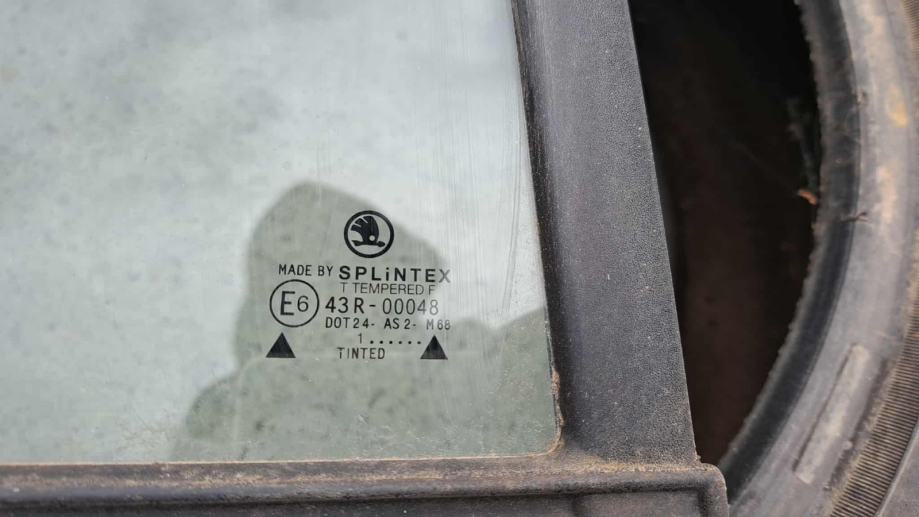 MADE BY SPLiNTEX
T TEMPERED F
E6 43R-00048
DOT24- AS2- M68
1......
TINTED